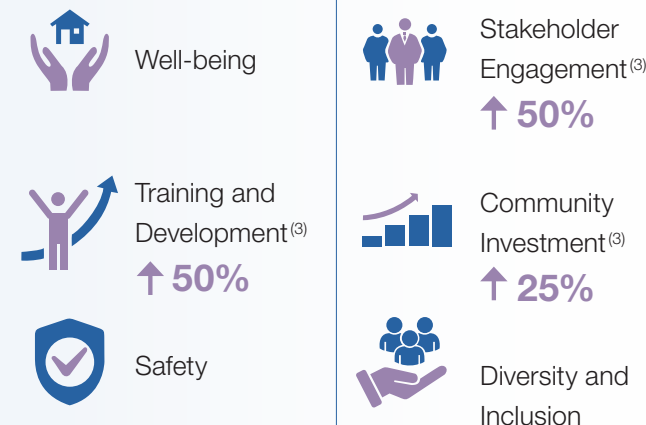 Well-being
Training and
Development(3)
↑ 50%
Safety
Stakeholder
Engagement(3)
↑ 50%
Community
Investment(3)
↑ 25%
Diversity and
Inclusion